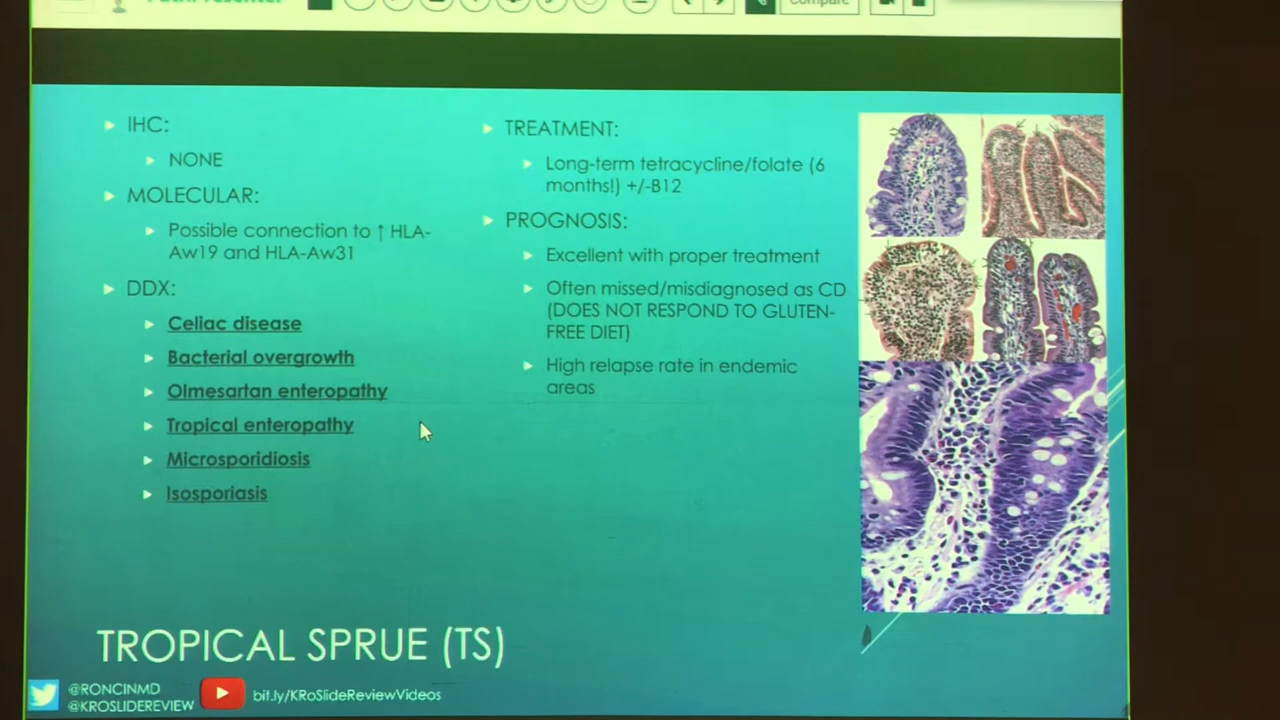 Compare
IHC:
NONE
MOLECULAR:
Possible connection to ↑ HLA-
Aw19 and HLA-Aw31
DDX:
Celiac disease
Bacterial overgrowth
Olmesartan enteropathy
Tropical enteropathy
Microsporidiosis
Isosporiasis
TREATMENT:
Long-term tetracycline/folate (6
months!) +/-B12
PROGNOSIS:
Excellent with proper treatment
Often missed/misdiagnosed as CD
(DOES NOT RESPOND TO GLUTEN-
FREE DIET)
High relapse rate in endemic
areas
TROPICAL SPRUE (TS)
@RONCINMD
@KROSLIDEREVIEW
bit.ly/KRoSlideReviewVideos